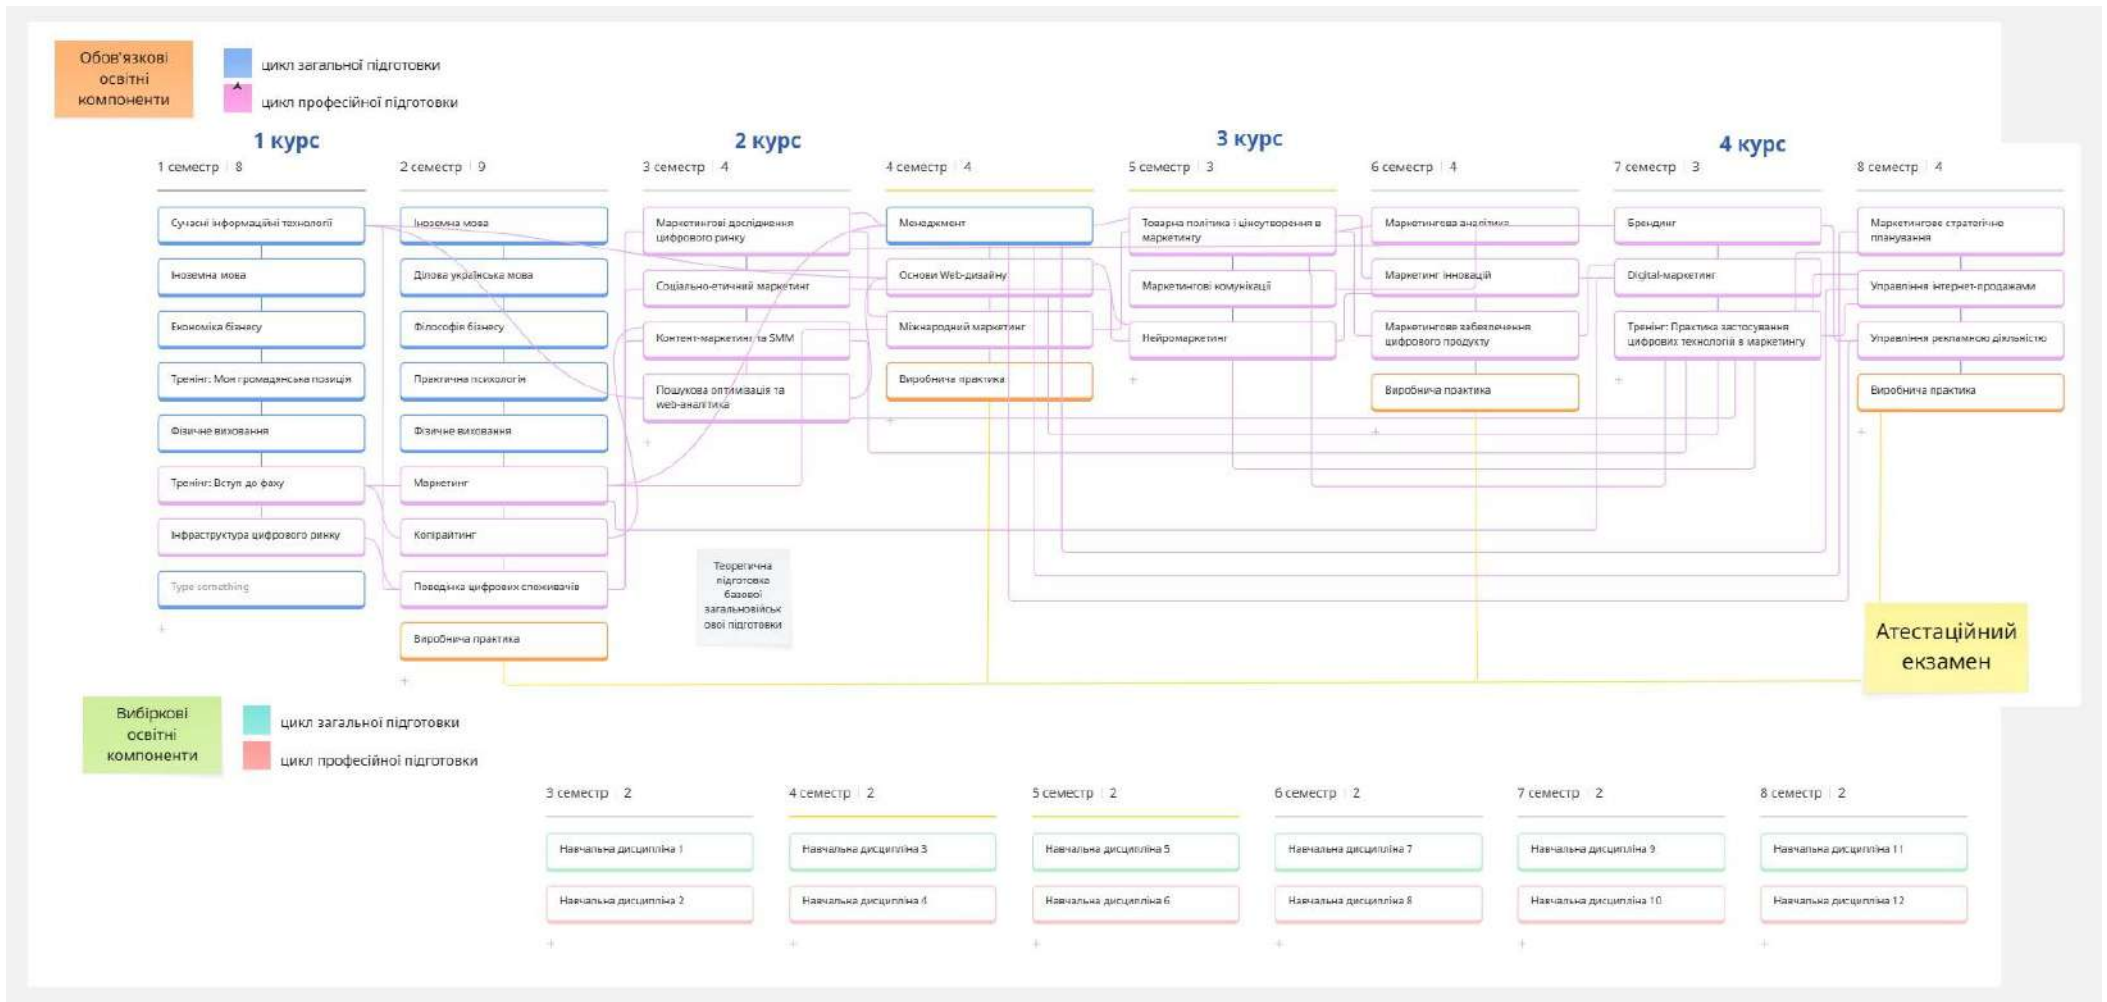 Обов'язкові
освітні
компоненти
цикл загальної підготовки
цикл професійної підготовки
1 курс
2 курс
3 курс
4 курс
1 семестр 8
Сучасні інформаційні технології
Іноземна мова
Економіка бізнесу
Тренінг: Моя громадянська позиція
Фізичне виховання
Тренінг: Вступ до фаху
Інфраструктура цифрового ринку
Type something
2 семестр 9
Іноземна мова
Ділова українська мова
Філософія бізнесу
Практична психологія
Фізичне виховання
Маркетинг
Копірайтинг
Поведінка цифрових споживачів
Виробнича практика
3 семестр 4
Маркетингові дослідження
цифрового ринку
Соціально-етичний маркетинг
Контент-маркетинг та SMM
Пошукова оптимізація та
web-аналітика
Теоретична
підготовка
базової
загальновійськ
ової підготовки
4 семестр 4
Менеджмент
Основи Web-дизайну
Міжнародний маркетинг
Виробнича практика
5 семестр 3
Товарна політика і ціноутворення в
маркетингу
Маркетингові комунікації
Нейромаркетинг
6 семестр 4
Маркетингова аналітика
Маркетинг інновацій
Маркетингове забезпечення
цифрового продукту
Виробнича практика
7 семестр 3
Брендинг
Digital-маркетинг
Тренінг: Практика застосування
цифрових технологій в маркетингу
8 семестр 4
Маркетингове стратегічне
планування
Управління інтернет-продажами
Управління рекламною діяльністю
Виробнича практика
Атестаційний
екзамен
Вибіркові
освітні
компоненти
цикл загальної підготовки
цикл професійної підготовки
3 семестр 2
Навчальна дисципліна 1
Навчальна дисципліна 2
4 семестр 2
Навчальна дисципліна 3
Навчальна дисципліна 4
5 семестр 2
Навчальна дисципліна 5
Навчальна дисципліна 6
6 семестр 2
Навчальна дисципліна 7
Навчальна дисципліна 8
7 семестр 2
Навчальна дисципліна 9
Навчальна дисципліна 10
8 семестр 2
Навчальна дисципліна 11
Навчальна дисципліна 12